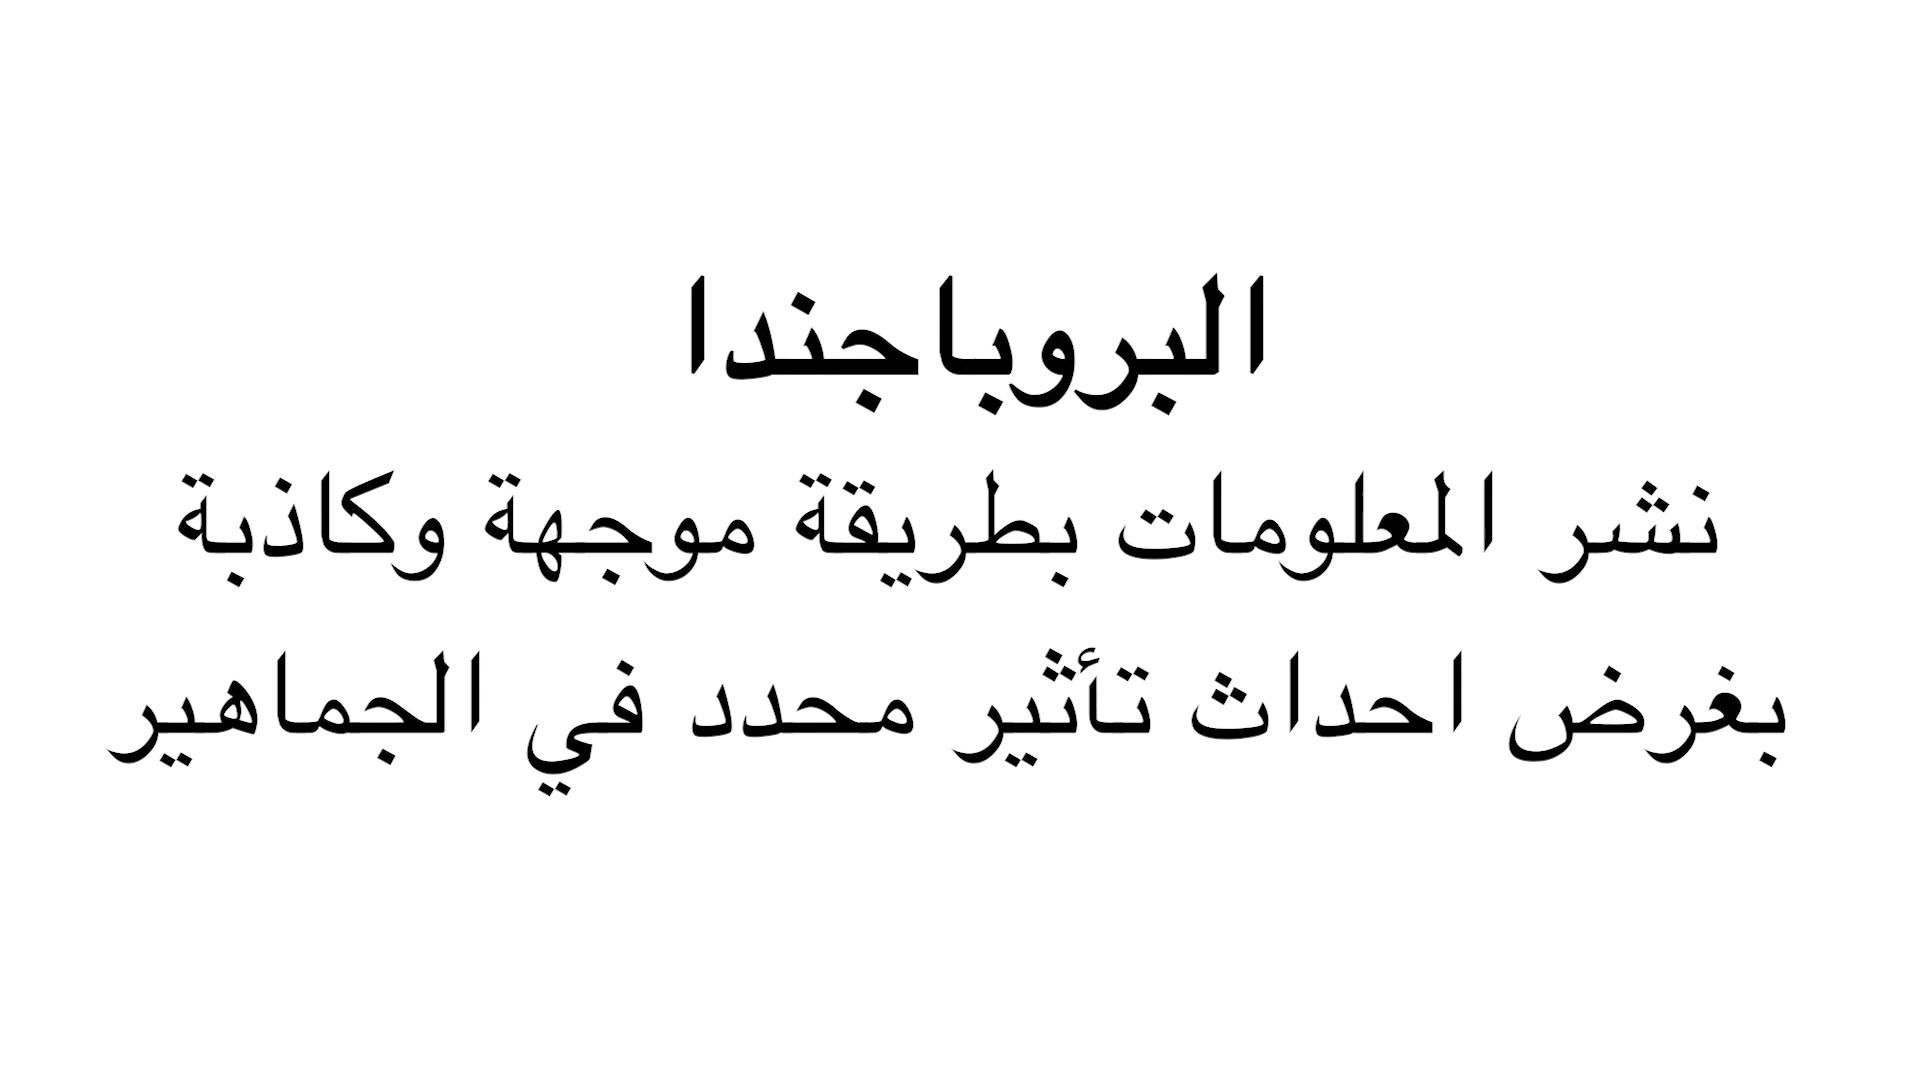 البروباجندا
نشر المعلومات بطريقة موجهة وكاذبة
بغرض احداث تأثير محدد في الجماهير